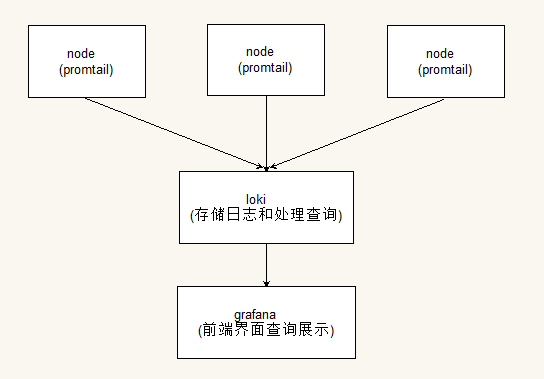 node
(promtail)
node
(promtail)
node
(promtail)
loki
(存储日志和处理查询)
grafana
(前端界面查询展示)